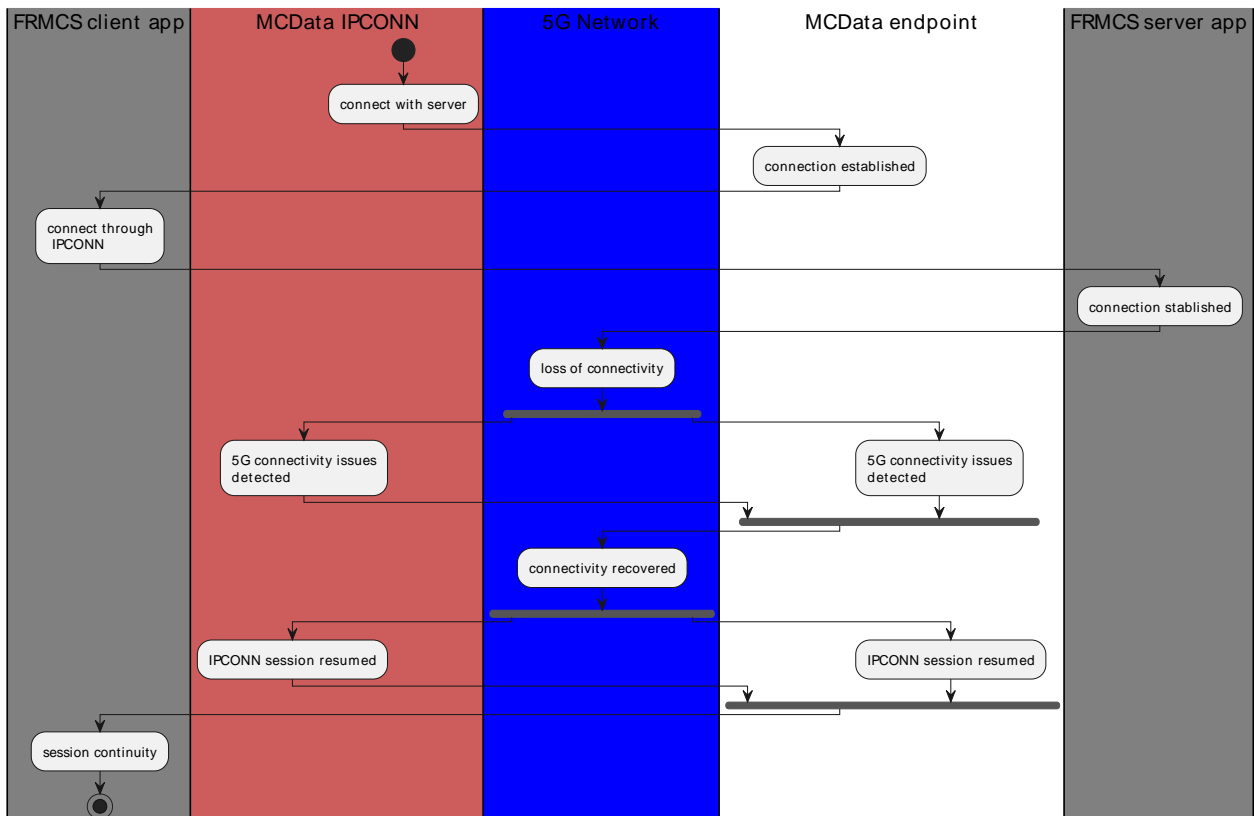 FRMCS client app
MCData IPCONN
5G Network
MCData endpoint
FRMCS server app
connect with server
connection established
connect through
IPCONN
connection stablished
loss of connectivity
5G connectivity issues
detected
5G connectivity issues
detected
connectivity recovered
IPCONN session resumed
IPCONN session resumed
session continuity